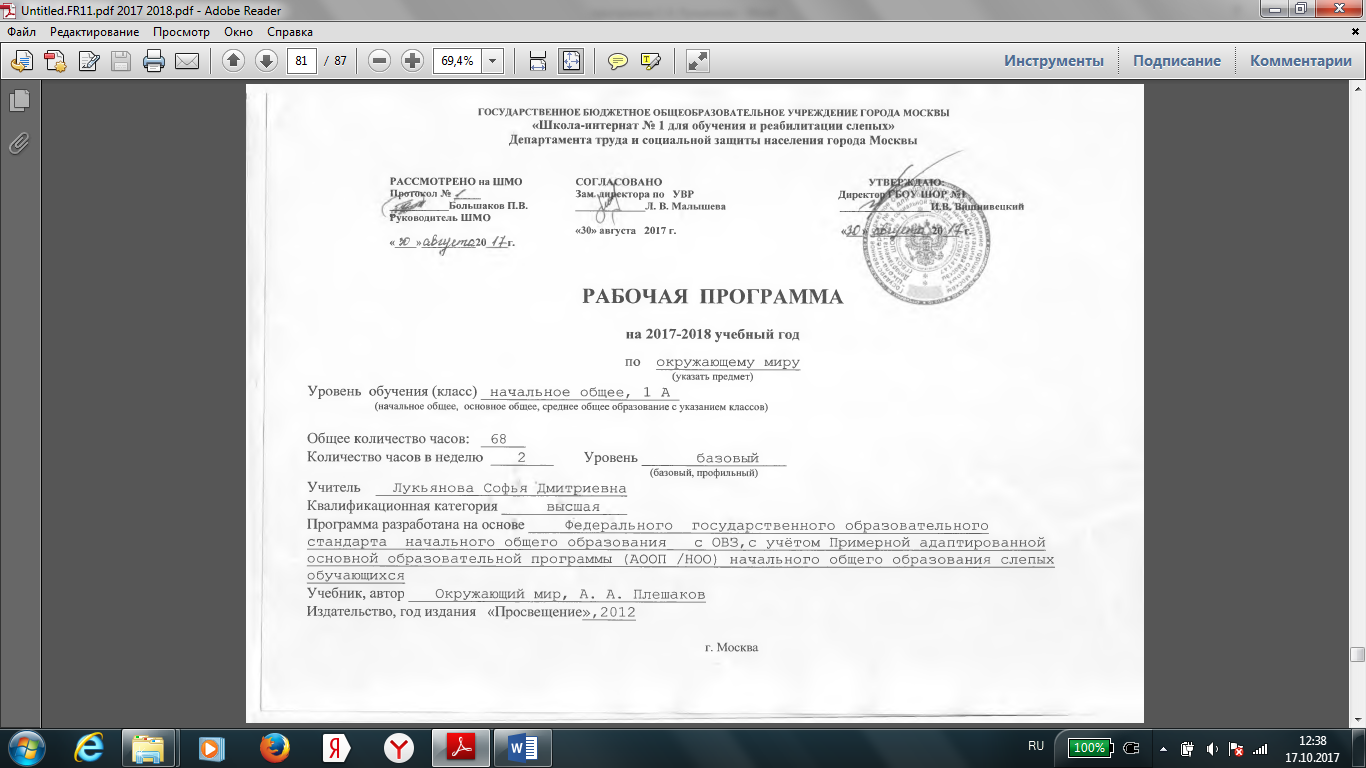 Untitled.FR11.pdf 2017 2018.pdf - Adobe Reader
Файл Редактирование Просмотр Окно Справка
81 / 87 69,4% Инструменты Подписание Комментарии
ГОСУДАРСТВЕННОЕ БЮДЖЕТНОЕ ОБЩЕОБРАЗОВАТЕЛЬНОЕ УЧРЕЖДЕНИЕ ГОРОДА МОСКВЫ
«Школа-интернат № 1 для обучения и реабилитации слепых»
Департамента труда и социальной защиты населения города Москвы
РАССМОТРЕНО на ШМО СОГЛАСОВАНО УТВЕРЖДАЮ:
Протокол № Зам. директора по УВР Директор ГБОУ ШОР №1
Большаков П.В. Л. В. Малышева И.В. Вишнивецкий
Руководитель ШМО
«30» августа 2017 г.
«30» августа 2017 г. «30» августа 2017 г.
РАБОЧАЯ ПРОГРАММА
на 2017-2018 учебный год
по окружающему миру
(указать предмет)
Уровень обучения (класс) начальное общее, 1 А
(начальное общее, основное общее, среднее общее образование с указанием классов)
Общее количество часов: 68
Количество часов в неделю 2 Уровень базовый
(базовый, профильный)
Учитель Лукьянова Софья Дмитриевна
Квалификационная категория высшая
Программа разработана на основе Федерального государственного образовательного
стандарта начального общего образования с ОВЗ,с учётом Примерной адаптированной
основной образовательной программы (АООП /НОО) начального общего образования слепых
обучающихся
Учебник, автор Окружающий мир, А. А. Плешаков
Издательство, год издания «Просвещение»,2012
г. Москва
RU 100% 12:38
17.10.2017